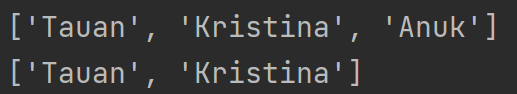 ['Tauan', 'Kristina', 'Anuk']
['Tauan', 'Kristina']